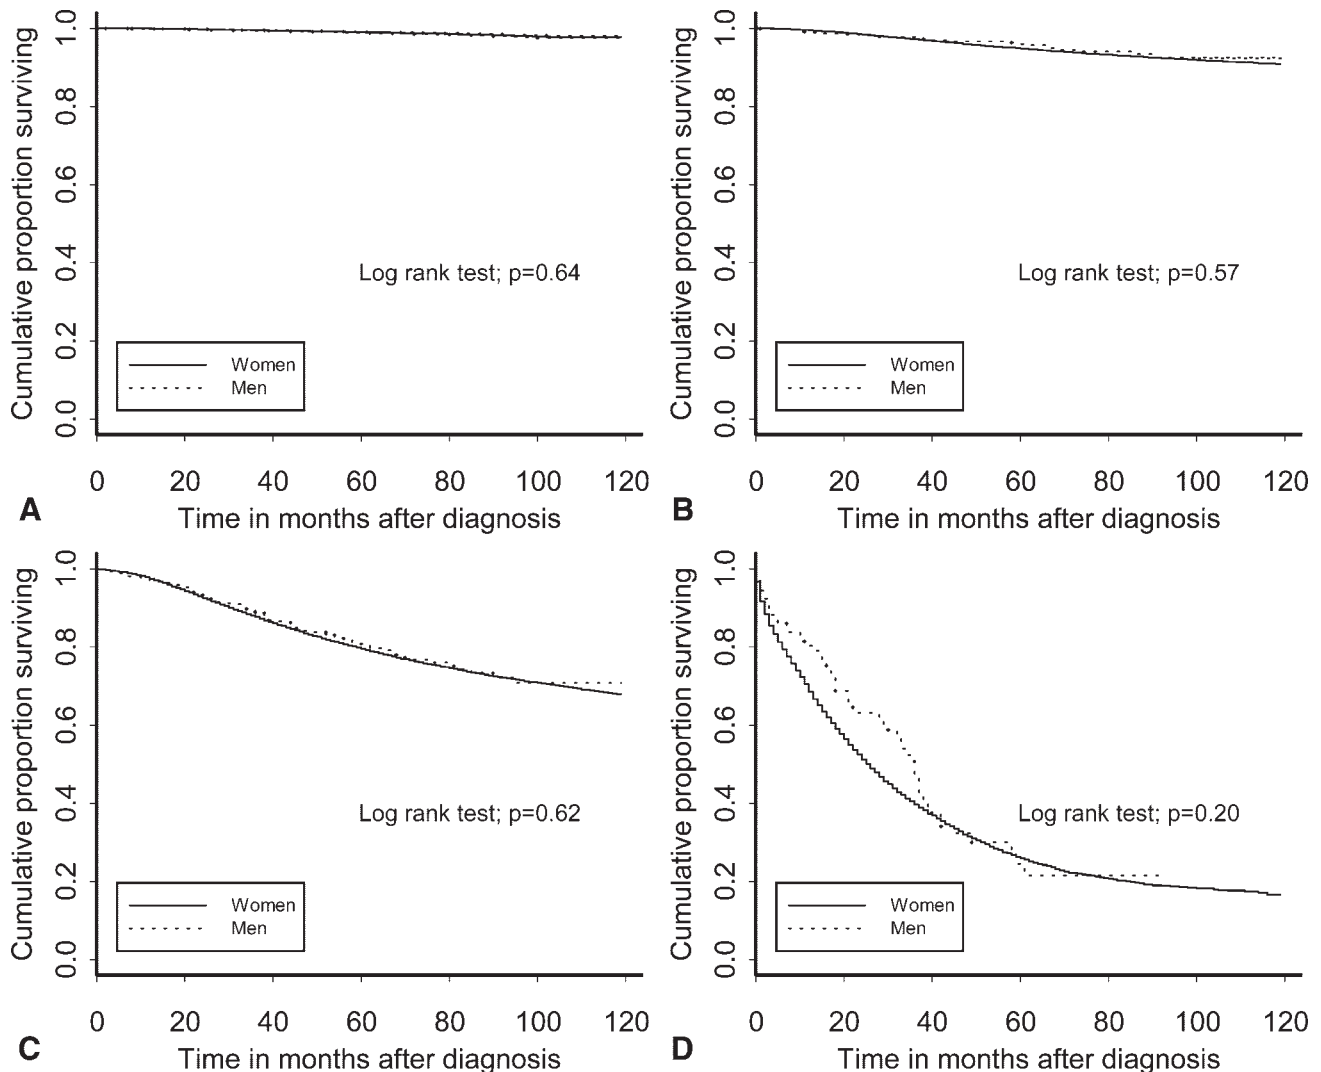 Cumulative proportion surviving
1.0
0.8
0.6
0.4
0.2
0.0
Log rank test; p=0.64
Women
Men
0 20 40 60 80 100 120
Time in months after diagnosis
A
Cumulative proportion surviving
1.0
0.8
0.6
0.4
0.2
0.0
Log rank test; p=0.57
Women
Men
0 20 40 60 80 100 120
Time in months after diagnosis
B
Cumulative proportion surviving
1.0
0.8
0.6
0.4
0.2
0.0
Log rank test; p=0.62
Women
Men
0 20 40 60 80 100 120
Time in months after diagnosis
C
Cumulative proportion surviving
1.0
0.8
0.6
0.4
0.2
0.0
Log rank test; p=0.20
Women
Men
0 20 40 60 80 100 120
Time in months after diagnosis
D